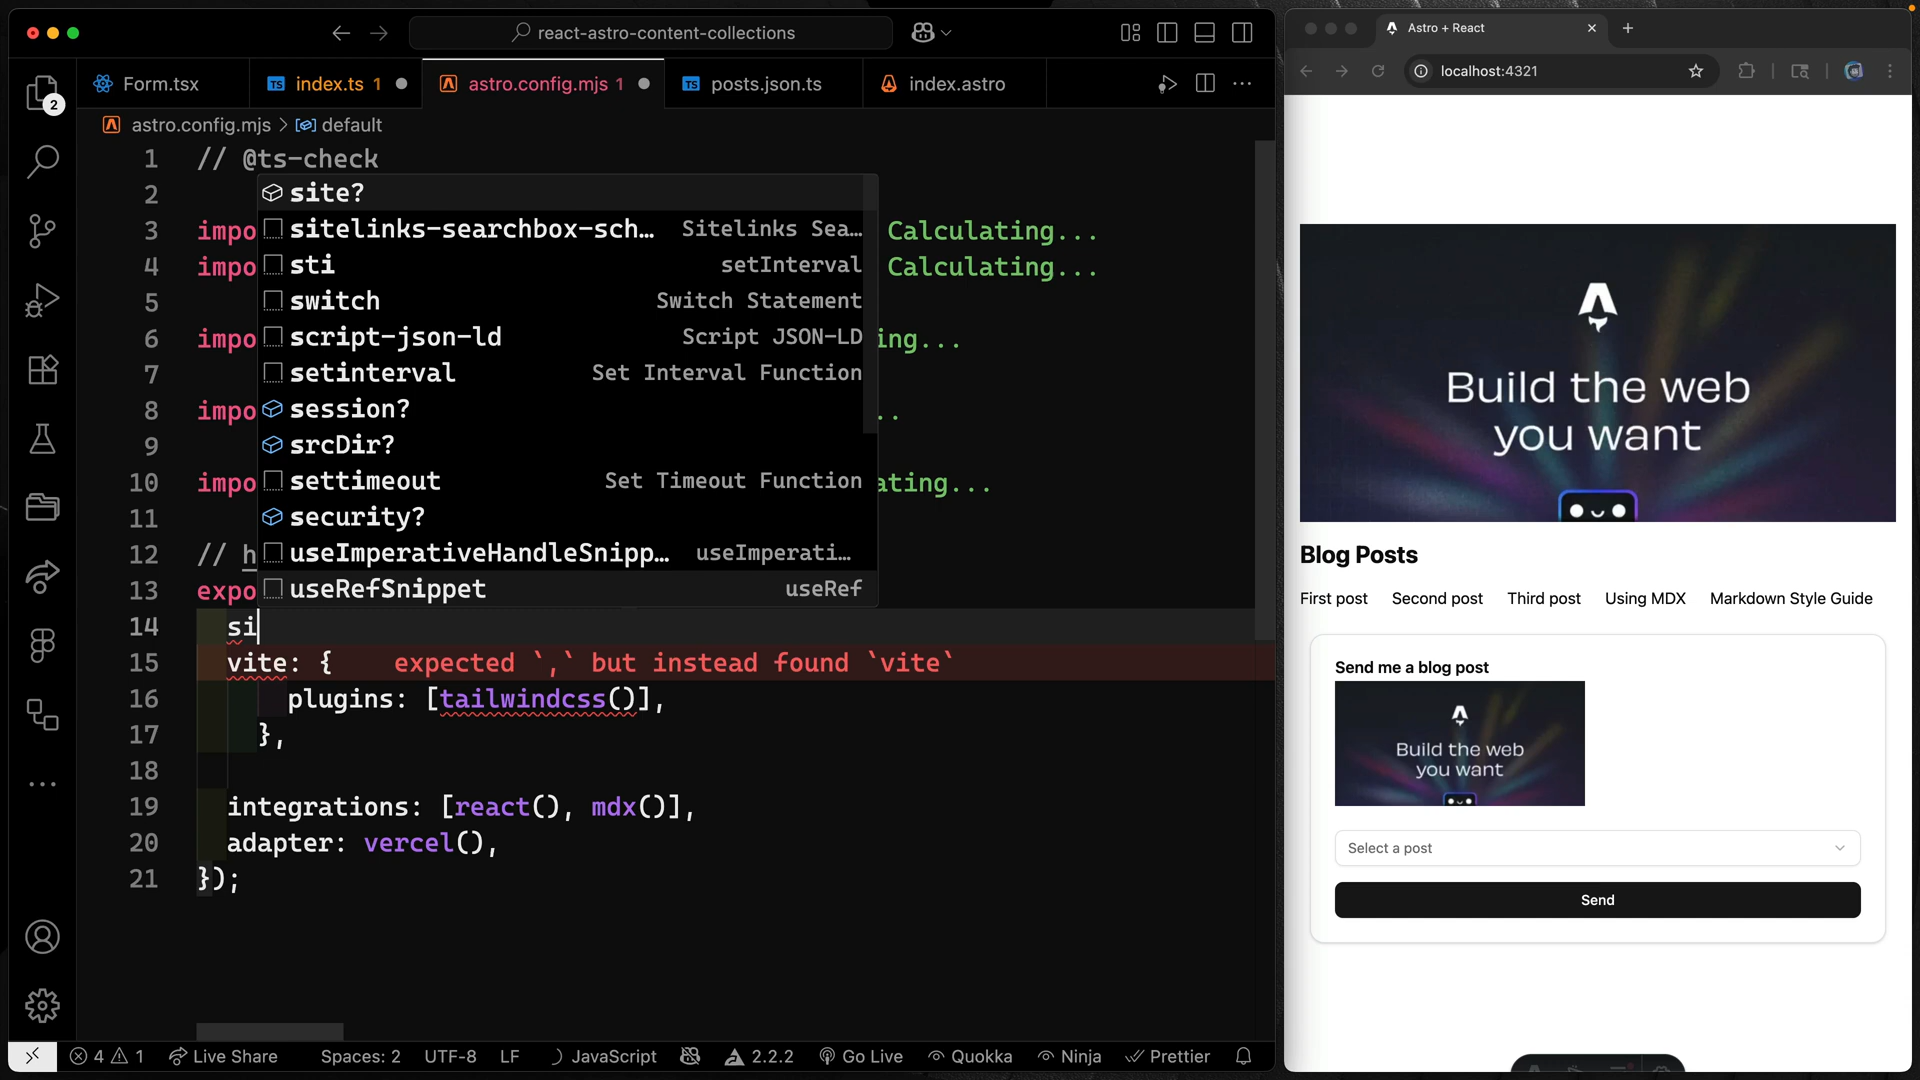 react-astro-content-collections
2
Form.tsx
index.ts 1
astro.config.mjs 1
posts.json.ts
index.astro
astro.config.mjs
default
1 // @ts-check
2 site?
sitelinks-searchbox-sch… Sitelinks Sea…
3 impo Calculating...
sti setInterval
4 impo Calculating...
5 switch Switch Statement
6 impo script-json-ld Script JSON-LD ing...
7 setinterval Set Interval Function
8 impo session? ..
9 srcDir?
10 impo settimeout Set Timeout Function ating...
11 security?
12 // h useImperativeHandleSnipp… useImperati…
13 expo useRefSnippet useRef
14 si
15 vite: { expected `,` but instead found `vite`
16 plugins: [tailwindcss()],
17 },
18
19 integrations: [react(), mdx()],
20 adapter: vercel(),
21 });
4 1 Live Share Spaces: 2 UTF-8 LF JavaScript 2.2.2 Go Live Quokka Ninja Prettier
Astro + React
localhost:4321
Build the web
you want
Blog Posts
First post Second post Third post Using MDX Markdown Style Guide
Send me a blog post
Build the web
you want
Select a post
Send